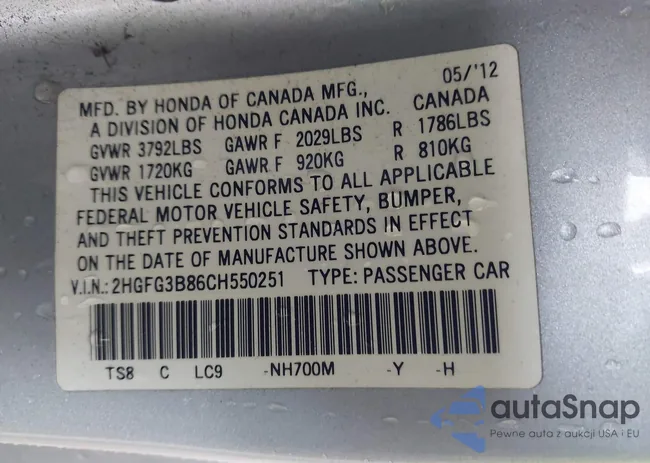 05/'12
MFD. BY HONDA OF CANADA MFG.,
A DIVISION OF HONDA CANADA INC. CANADA
GVWR 3792LBS GAWR F 2029LBS R 1786LBS
GVWR 1720KG GAWR F 920KG R 810KG
THIS VEHICLE CONFORMS TO ALL APPLICABLE
FEDERAL MOTOR VEHICLE SAFETY, BUMPER,
AND THEFT PREVENTION STANDARDS IN EFFECT
ON THE DATE OF MANUFACTURE SHOWN ABOVE.
V.I.N.: 2HGFG3B86CH550251 TYPE: PASSENGER CAR
TS8 C LC9 -NH700M -Y -H
autaSnap
Pewne auta z aukcji USA i EU